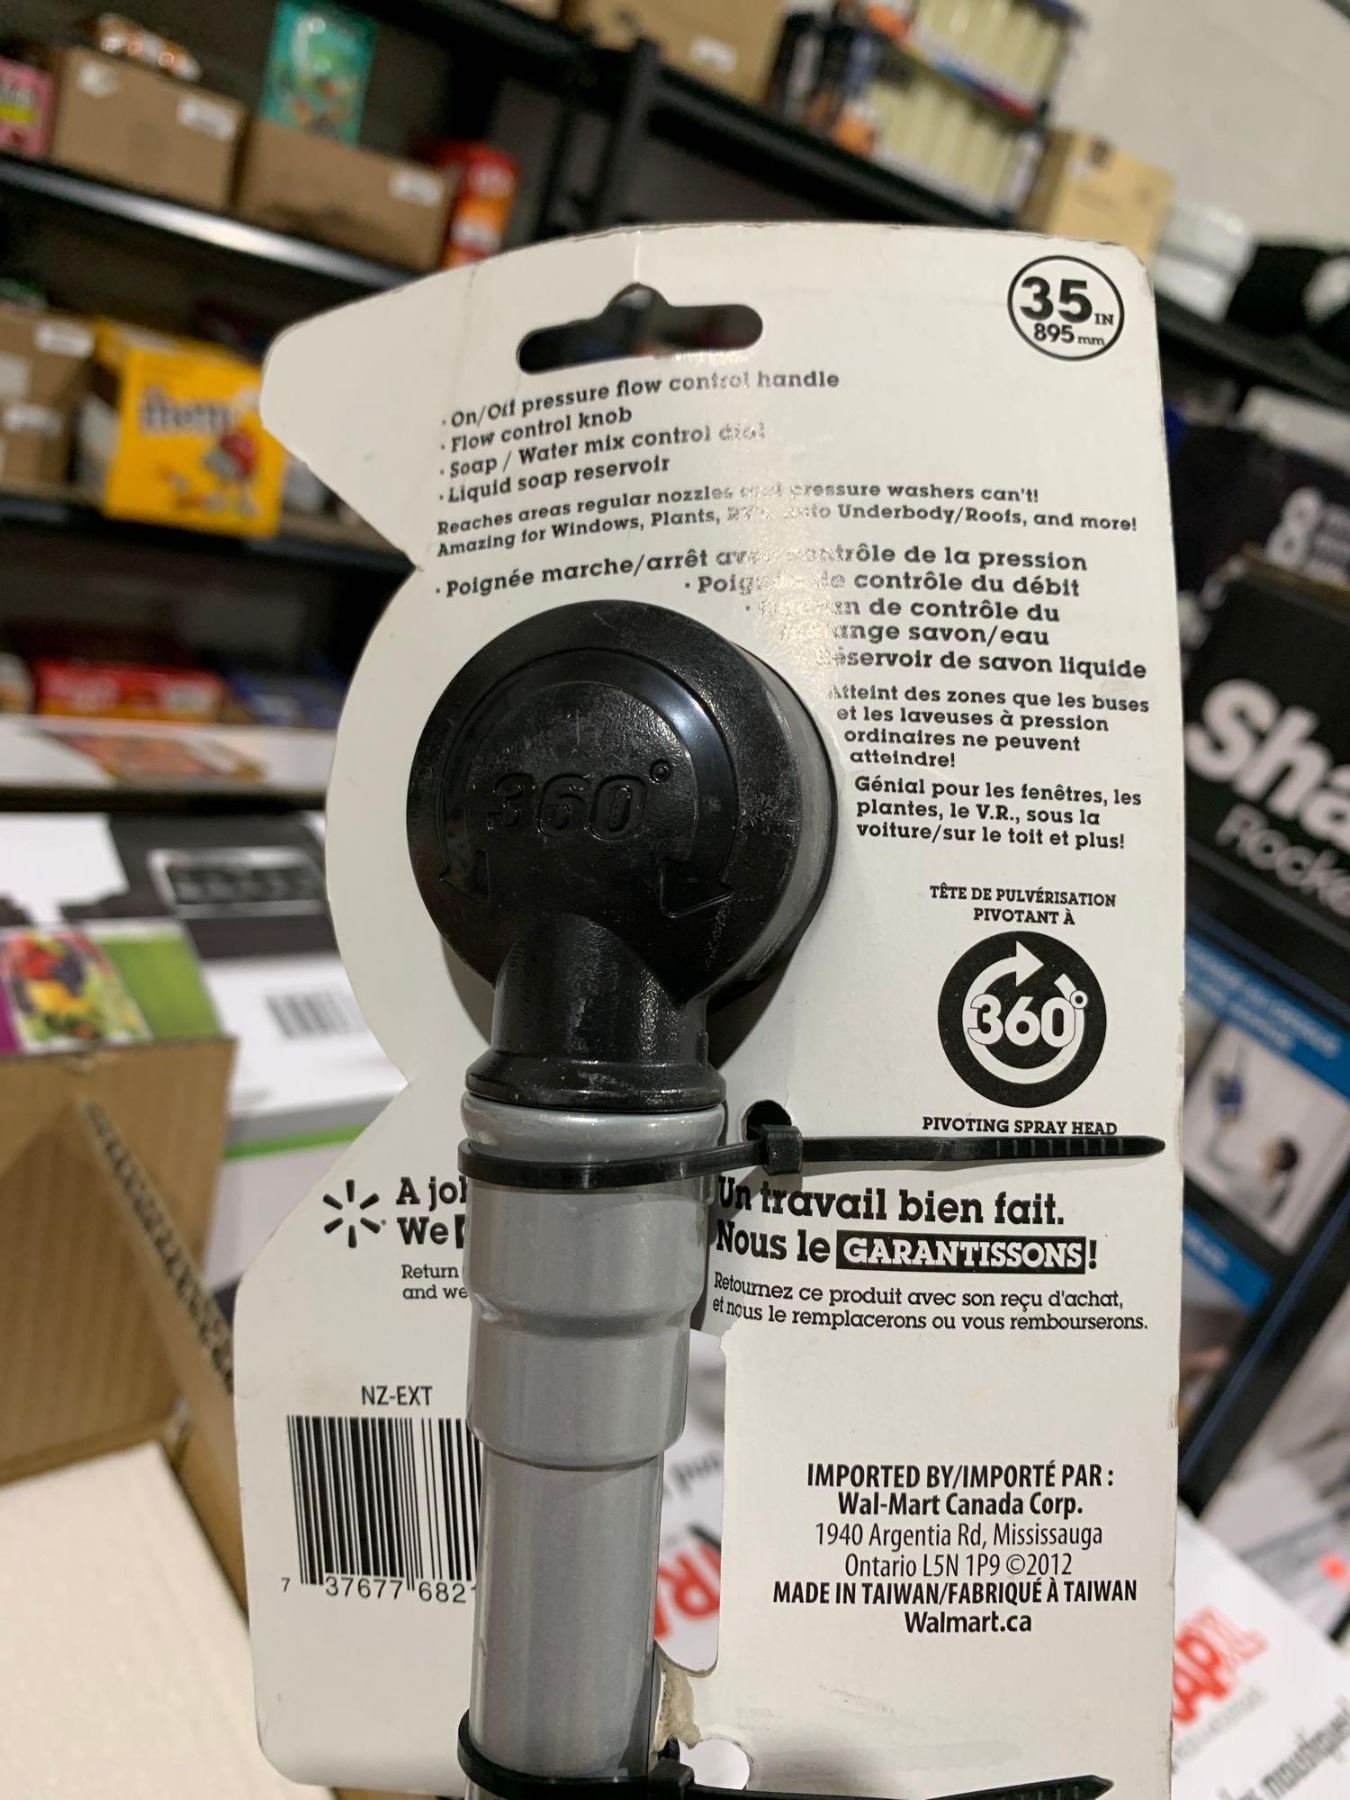 35 IN
895 mm
· On/Off pressure flow control handle
· Flow control knob
· Soap / Water mix control dial
· Liquid soap reservoir
Reaches areas regular nozzles and pressure washers can't!
Amazing for Windows, Plants, Auto Underbody/Roofs, and more!
· Poignée marche/arrêt avec contrôle de la pression
· Poignée de contrôle du débit
de contrôle du
savon/eau
Réservoir de savon liquide
Atteint des zones que les buses
et les laveuses à pression
ordinaires ne peuvent
atteindre!
Génial pour les fenêtres, les
plantes, le V.R., sous la
voiture/sur le toit et plus!
360°
TÊTE DE PULVÉRISATION
PIVOTANT À
360°
PIVOTING SPRAY HEAD
A
We
Return
and we
Un travail bien fait.
Nous le GARANTISSONS!
Retournez ce produit avec son reçu d'achat,
et nous le remplacerons ou vous rembourserons.
NZ-EXT
7 37677 682
IMPORTED BY/IMPORTÉ PAR :
Wal-Mart Canada Corp.
1940 Argentia Rd, Mississauga
Ontario L5N 1P9 ©2012
MADE IN TAIWAN/FABRIQUÉ À TAIWAN
Walmart.ca
Sha
Rocke